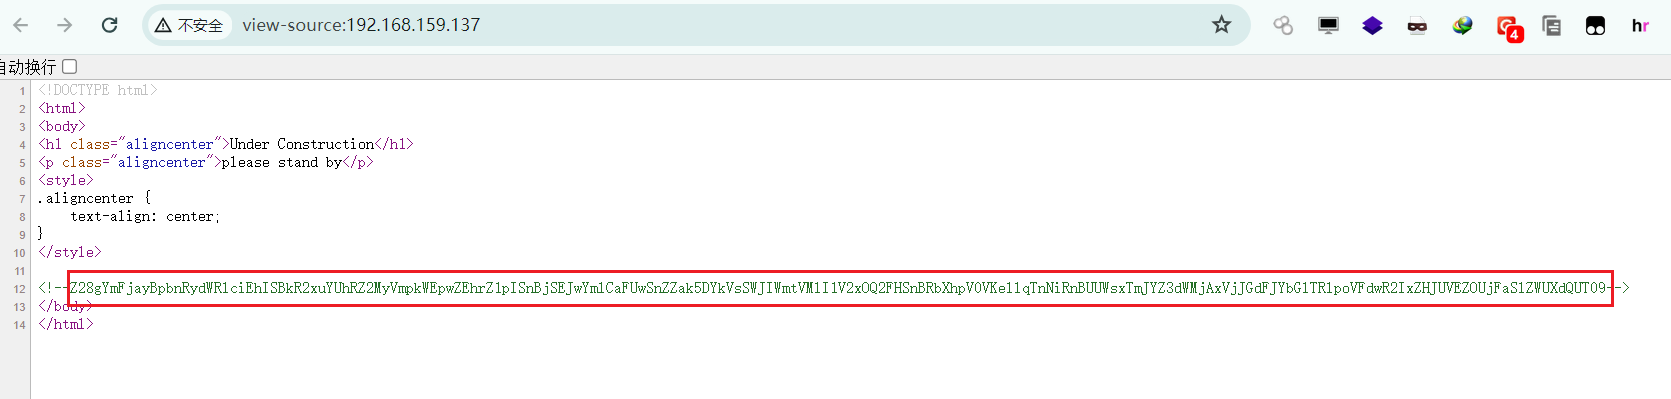 不安全 view-source:192.168.159.137 4 hr
自动换行
1 <!DOCTYPE html>
2 <html>
3 <body>
4 <h1 class="aligncenter">Under Construction</h1>
5 <p class="aligncenter">please stand by</p>
6 <style>
7 .aligncenter {
8 text-align: center;
9 }
10 </style>
11
12 <!--Z28gYmFjayBpbnRydWRlciEhISBkR2xuYUhRZ2MyVmpkWEpwZEhrZ1pISnBjSEJwYm1CaFUwSnZZak5DYkVsSWJIWmtVM1I1V2xOQ2FHSnBRbXhpV0VKellqTnNiRnBUUWsxTmJYZ3dWMjAxVjJGdFJYbG1TR1poVFdwR2IxZHJUVEZOUjFaS1ZWUXdQUT09-->
13 </body>
14 </html>